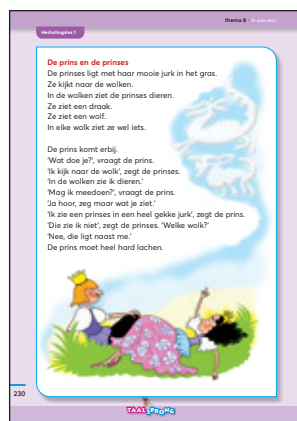 thema 8 • Er was eens
Herhalingsles 1
De prins en de prinses
De prinses ligt met haar mooie jurk in het gras.
Ze kijkt naar de wolken.
In de wolken ziet de prinses dieren.
Ze ziet een draak.
Ze ziet een wolf.
In elke wolk ziet ze wel iets.
De prins komt erbij.
'Wat doe je?', vraagt de prins.
'Ik kijk naar de wolk', zegt de prinses.
'In de wolken zie ik dieren.'
'Mag ik meedoen?', vraagt de prins.
'Ja hoor, zeg maar wat je ziet.'
'Ik zie een prinses in een heel gekke jurk', zegt de prins.
'Die zie ik niet', zegt de prinses. 'Welke wolk?'
'Nee, die ligt naast me.'
De prins moet heel hard lachen.
230
TAALSPRONG